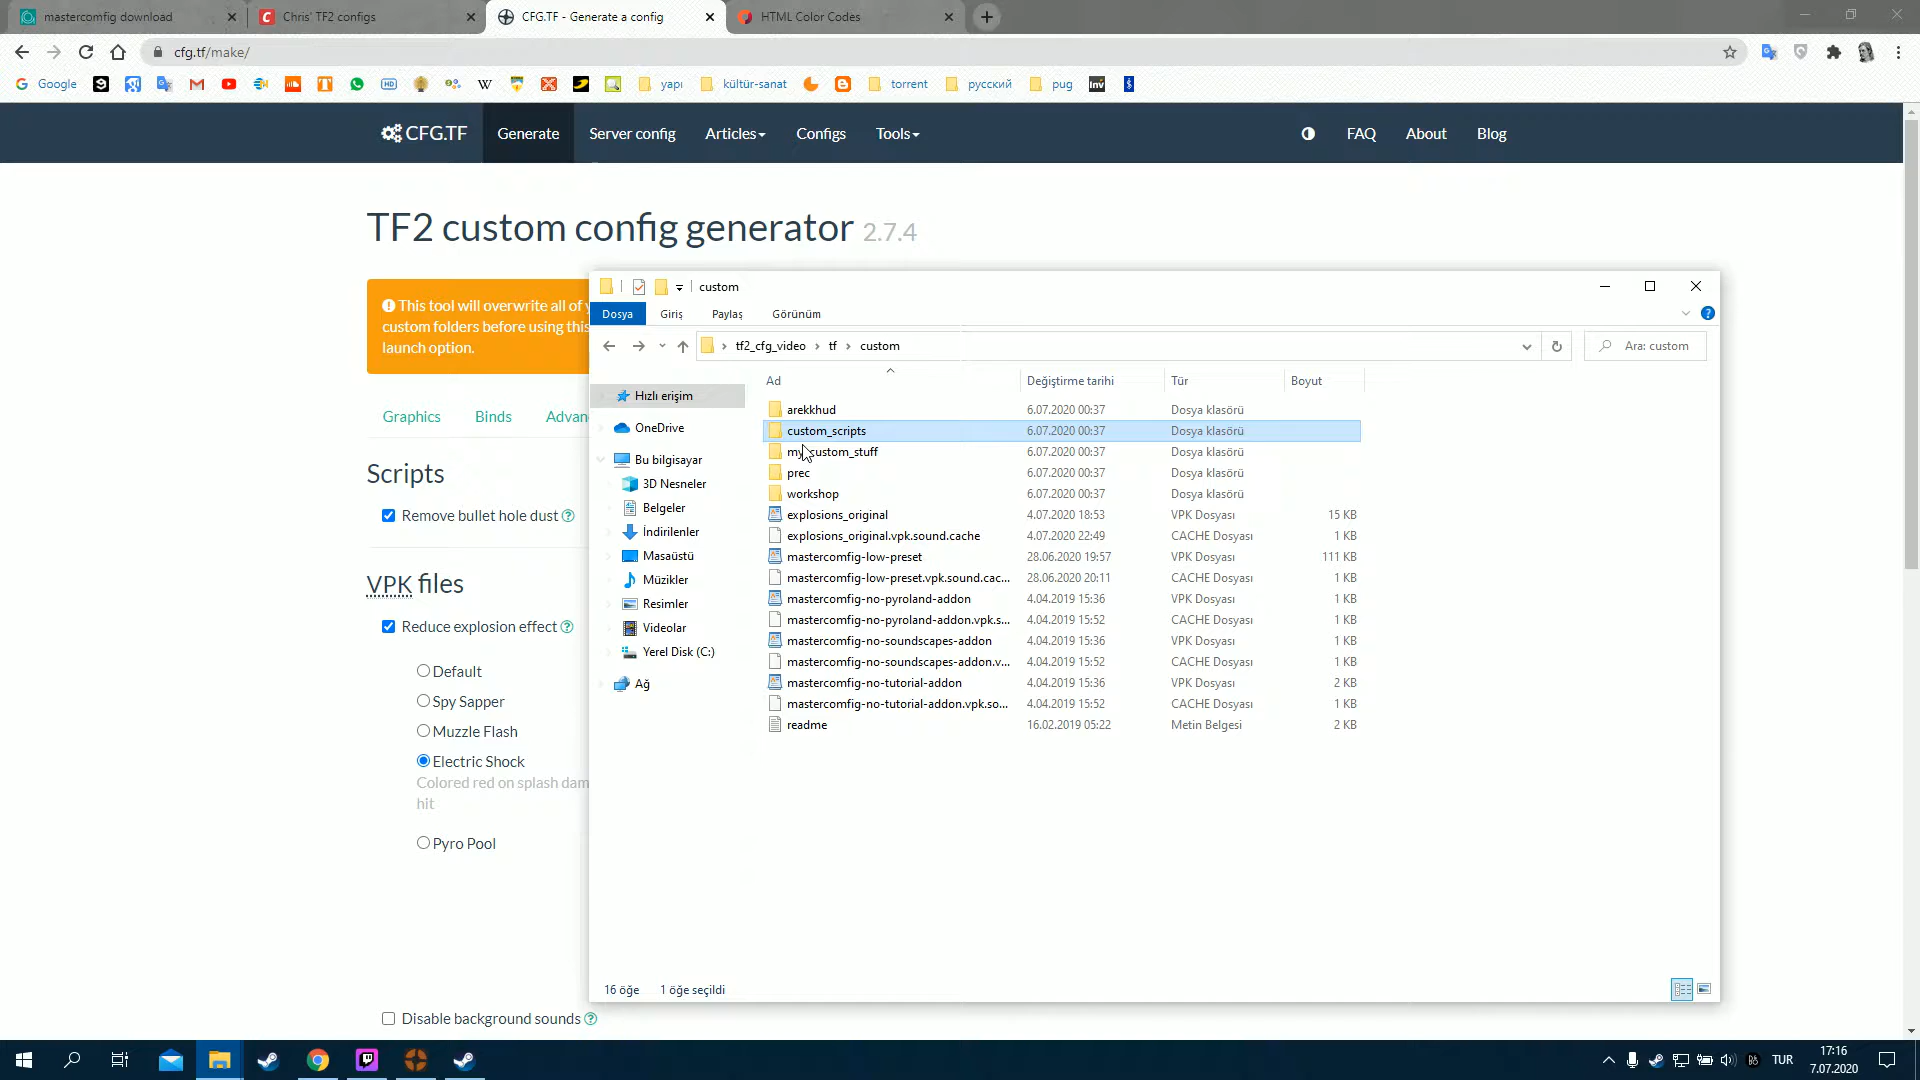 mastercomfig download
Chris' TF2 configs
CFG.TF - Generate a config
HTML Color Codes
cfg.tf/make/
Google
yapı
kültür-sanat
torrent
русский
pug
Inv
CFG.TF
Generate
Server config
Articles
Configs
Tools
FAQ
About
Blog
TF2 custom config generator 2.7.4
This tool will overwrite all of
custom folders before using this
launch option.
Graphics
Binds
Advan
Scripts
Remove bullet hole dust
VPK files
Reduce explosion effect
Default
Spy Sapper
Muzzle Flash
Electric Shock
Colored red on splash dam
hit
Pyro Pool
Disable background sounds
custom
Dosya
Giriş
Paylaş
Görünüm
tf2_cfg_video
tf
custom
Ara: custom
Hızlı erişim
OneDrive
Bu bilgisayar
3D Nesneler
Belgeler
İndirilenler
Masaüstü
Müzikler
Resimler
Videolar
Yerel Disk (C:)
Ağ
Ad Değiştirme tarihi Tür Boyut
arekkhud 6.07.2020 00:37 Dosya klasörü
custom_scripts 6.07.2020 00:37 Dosya klasörü
my_custom_stuff 6.07.2020 00:37 Dosya klasörü
prec 6.07.2020 00:37 Dosya klasörü
workshop 6.07.2020 00:37 Dosya klasörü
explosions_original 4.07.2020 18:53 VPK Dosyası 15 KB
explosions_original.vpk.sound.cache 4.07.2020 22:49 CACHE Dosyası 1 KB
mastercomfig-low-preset 28.06.2020 19:57 VPK Dosyası 111 KB
mastercomfig-low-preset.vpk.sound.cac... 28.06.2020 20:11 CACHE Dosyası 1 KB
mastercomfig-no-pyroland-addon 4.04.2019 15:36 VPK Dosyası 1 KB
mastercomfig-no-pyroland-addon.vpk.s... 4.04.2019 15:52 CACHE Dosyası 1 KB
mastercomfig-no-soundscapes-addon 4.04.2019 15:36 VPK Dosyası 1 KB
mastercomfig-no-soundscapes-addon.v... 4.04.2019 15:52 CACHE Dosyası 1 KB
mastercomfig-no-tutorial-addon 4.04.2019 15:36 VPK Dosyası 2 KB
mastercomfig-no-tutorial-addon.vpk.so... 4.04.2019 15:52 CACHE Dosyası 1 KB
readme 16.02.2019 05:22 Metin Belgesi 2 KB
16 öğe
1 öğe seçildi
TUR
17:16
7.07.2020